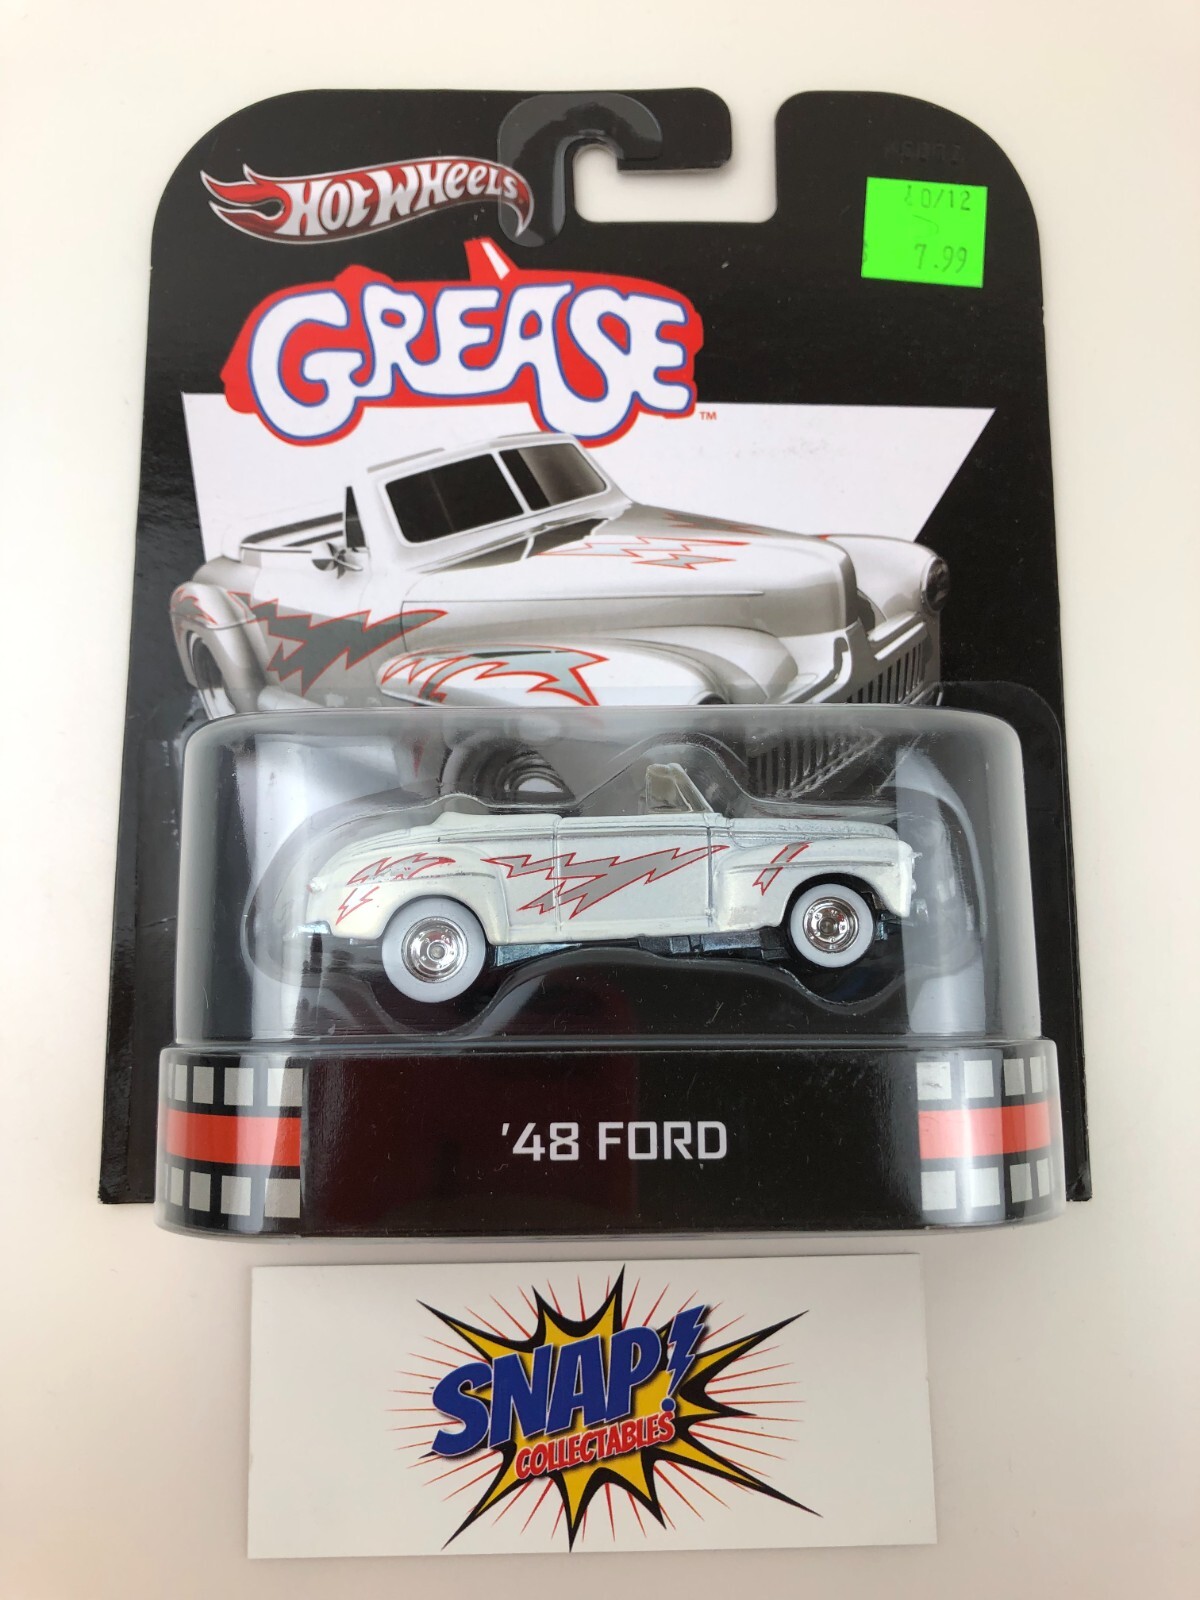 HOT WHEELS
10/12
7.99
GREASE
™
'48 FORD
SNAP!
COLLECTABLES